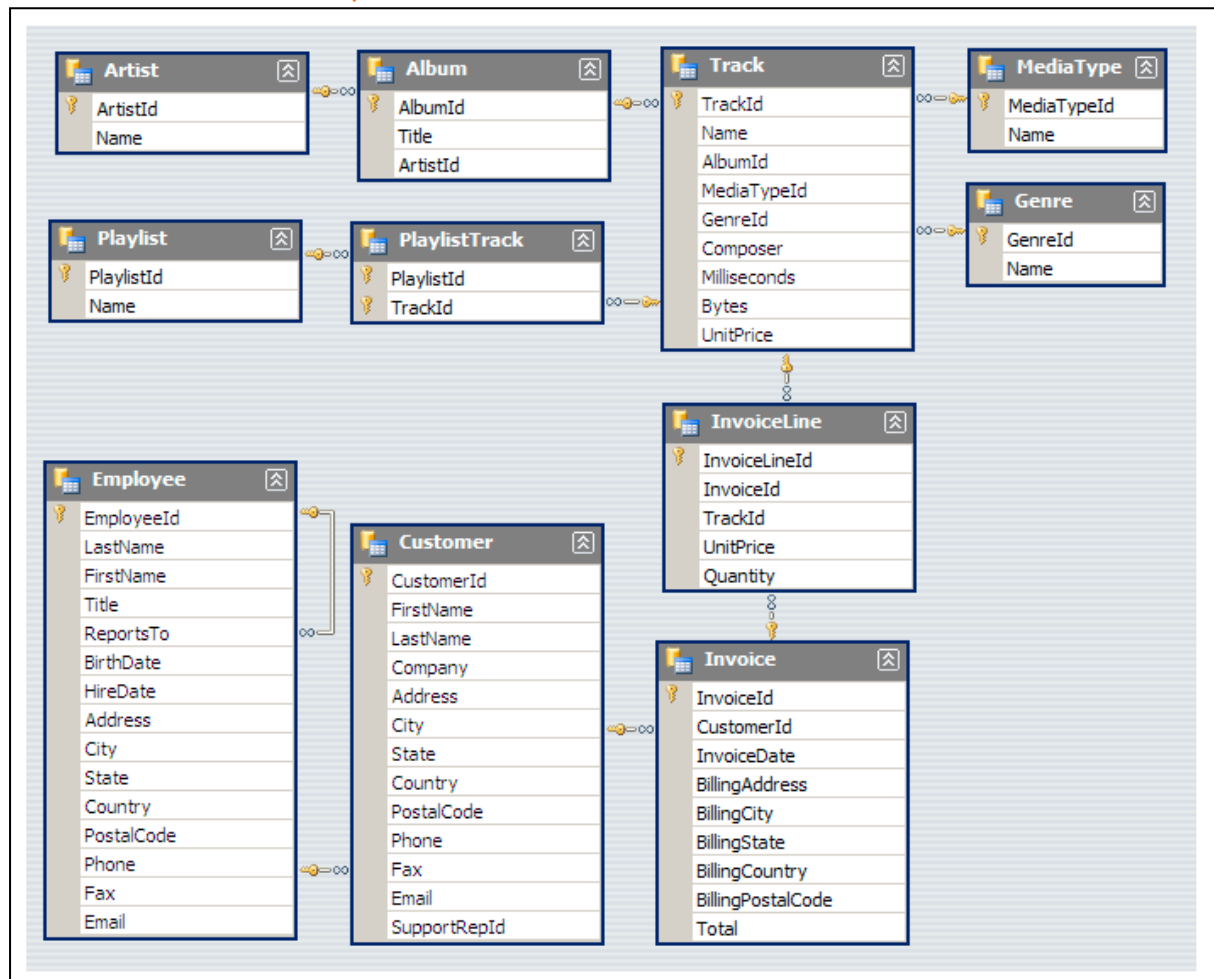 Artist
ArtistId
Name
Album
AlbumId
Title
ArtistId
Track
TrackId
Name
AlbumId
MediaTypeId
GenreId
Composer
Milliseconds
Bytes
UnitPrice
MediaType
MediaTypeId
Name
Genre
GenreId
Name
Playlist
PlaylistId
Name
PlaylistTrack
PlaylistId
TrackId
InvoiceLine
InvoiceLineId
InvoiceId
TrackId
UnitPrice
Quantity
Employee
EmployeeId
LastName
FirstName
Title
ReportsTo
BirthDate
HireDate
Address
City
State
Country
PostalCode
Phone
Fax
Email
Customer
CustomerId
FirstName
LastName
Company
Address
City
State
Country
PostalCode
Phone
Fax
Email
SupportRepId
Invoice
InvoiceId
CustomerId
InvoiceDate
BillingAddress
BillingCity
BillingState
BillingCountry
BillingPostalCode
Total